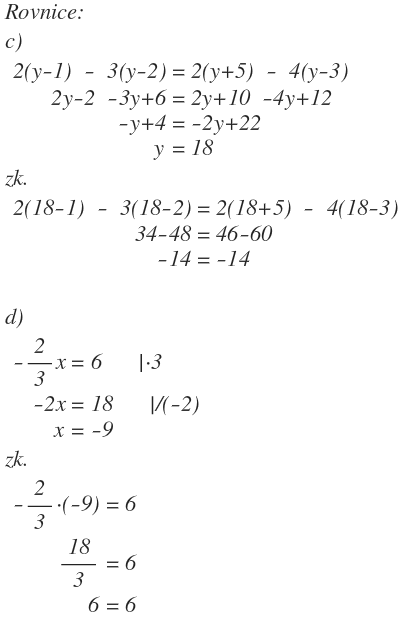 Rovnice:
c)
2(y-1) - 3(y-2) = 2(y+5) - 4(y-3)
2y-2 -3y+6 = 2y+10 -4y+12
-y+4 = -2y+22
y = 18
zk.
2(18-1) - 3(18-2) = 2(18+5) - 4(18-3)
34-48 = 46-60
-14 = -14
d)
-2/3 x = 6 |·3
-2x = 18 |/(-2)
x = -9
zk.
-2/3 ·(-9) = 6
18/3 = 6
6 = 6